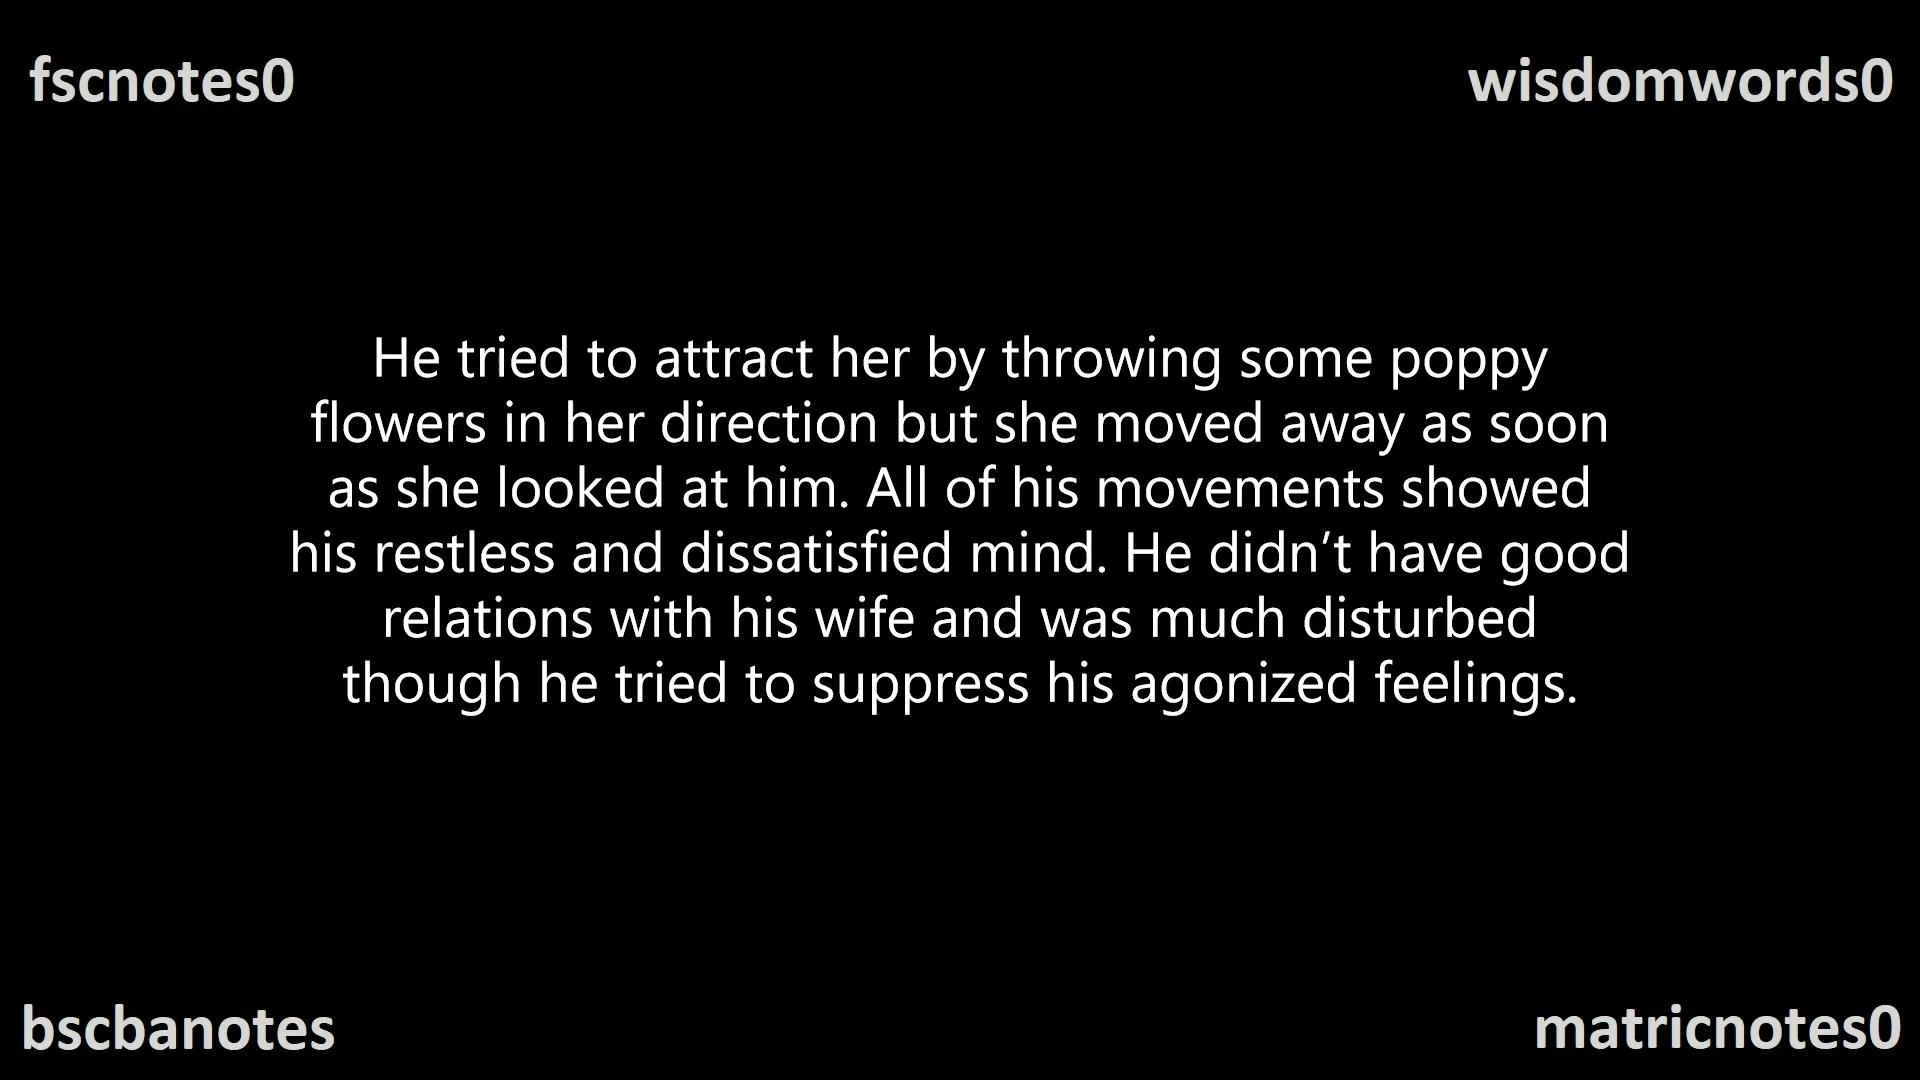 fscnotes0
wisdomwords0
He tried to attract her by throwing some poppy
flowers in her direction but she moved away as soon
as she looked at him. All of his movements showed
his restless and dissatisfied mind. He didn’t have good
relations with his wife and was much disturbed
though he tried to suppress his agonized feelings.
bscbanotes
matricnotes0